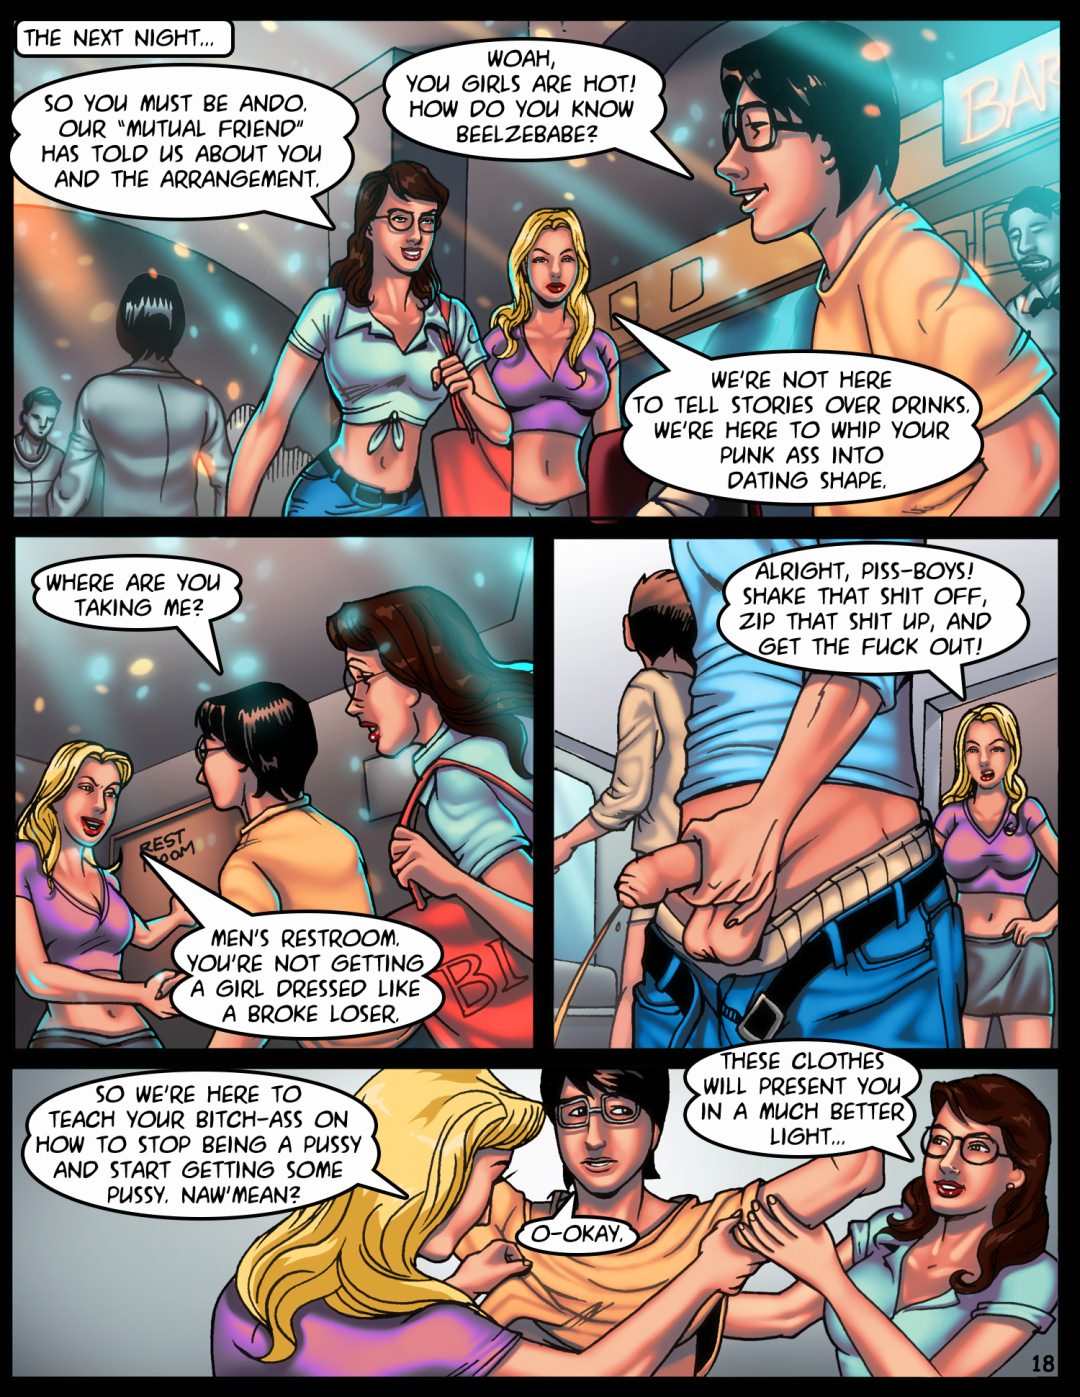 THE NEXT NIGHT...
SO YOU MUST BE ANDO.
OUR "MUTUAL FRIEND"
HAS TOLD US ABOUT YOU
AND THE ARRANGEMENT.
WOAH,
YOU GIRLS ARE HOT!
HOW DO YOU KNOW
BEELZEBABE?
BAR
WE'RE NOT HERE
TO TELL STORIES OVER DRINKS.
WE'RE HERE TO WHIP YOUR
PUNK ASS INTO
DATING SHAPE.
WHERE ARE YOU
TAKING ME?
REST
ROOM
MEN'S RESTROOM.
YOU'RE NOT GETTING
A GIRL DRESSED LIKE
A BROKE LOSER.
BI
ALRIGHT, PISS-BOYS!
SHAKE THAT SHIT OFF,
ZIP THAT SHIT UP, AND
GET THE FUCK OUT!
SO WE'RE HERE TO
TEACH YOUR BITCH-ASS ON
HOW TO STOP BEING A PUSSY
AND START GETTING SOME
PUSSY. NAW'MEAN?
O-OKAY.
THESE CLOTHES
WILL PRESENT YOU
IN A MUCH BETTER
LIGHT...
18